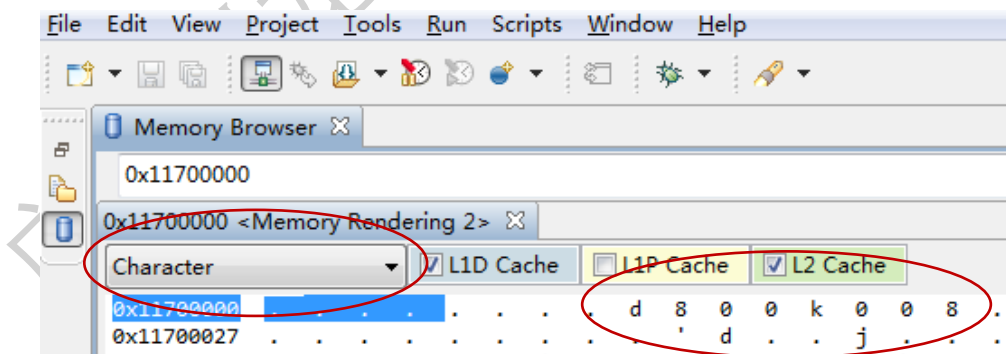 File Edit View Project Tools Run Scripts Window Help
Memory Browser
0x11700000
0x11700000 <Memory Rendering 2>
Character L1D Cache L1P Cache L2 Cache
0x11700000 . . . . . . . . . d 8 0 0 k 0 0 8 .
0x11700027 . . . . . . . . . . ' d . . j . . .